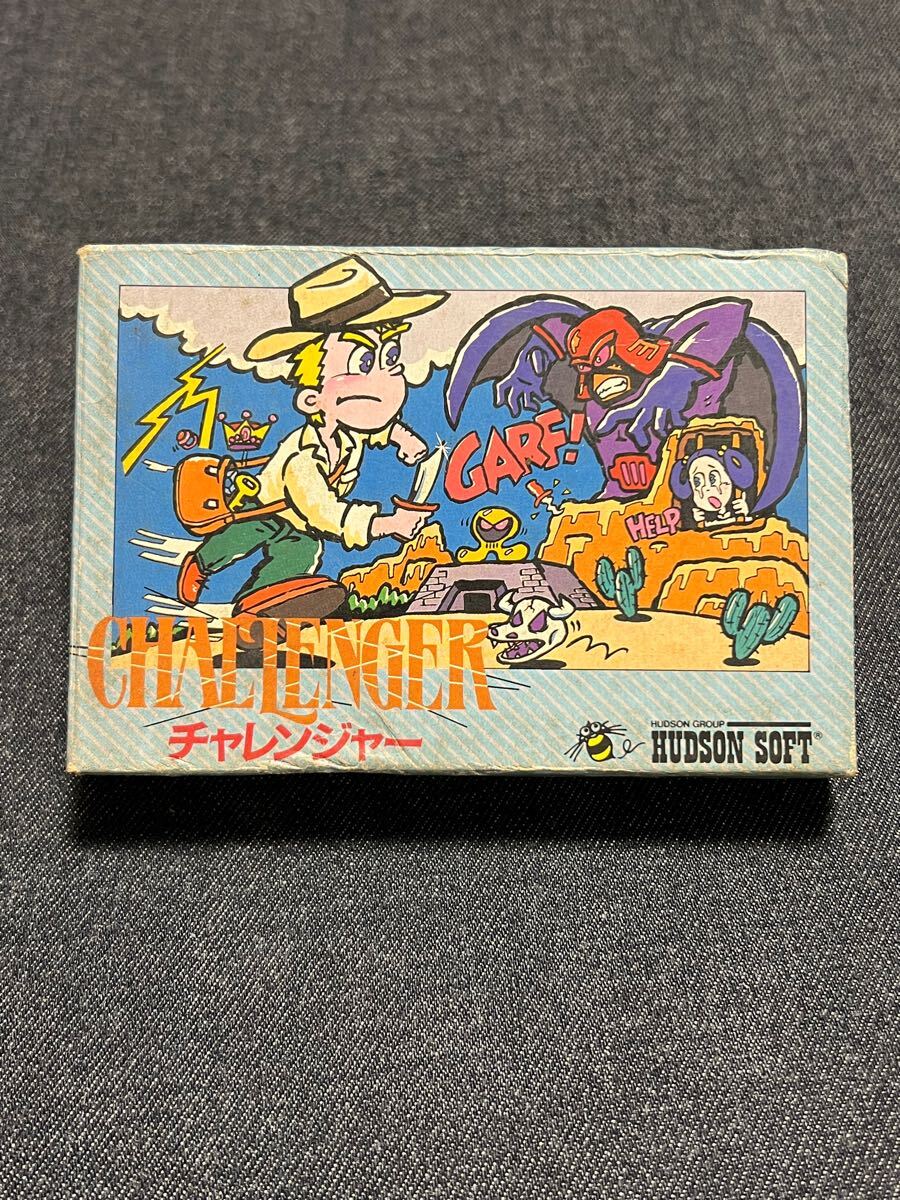 GARF!
HELP
CHALLENGER
チャレンジャー
HUDSON GROUP
HUDSON SOFT®